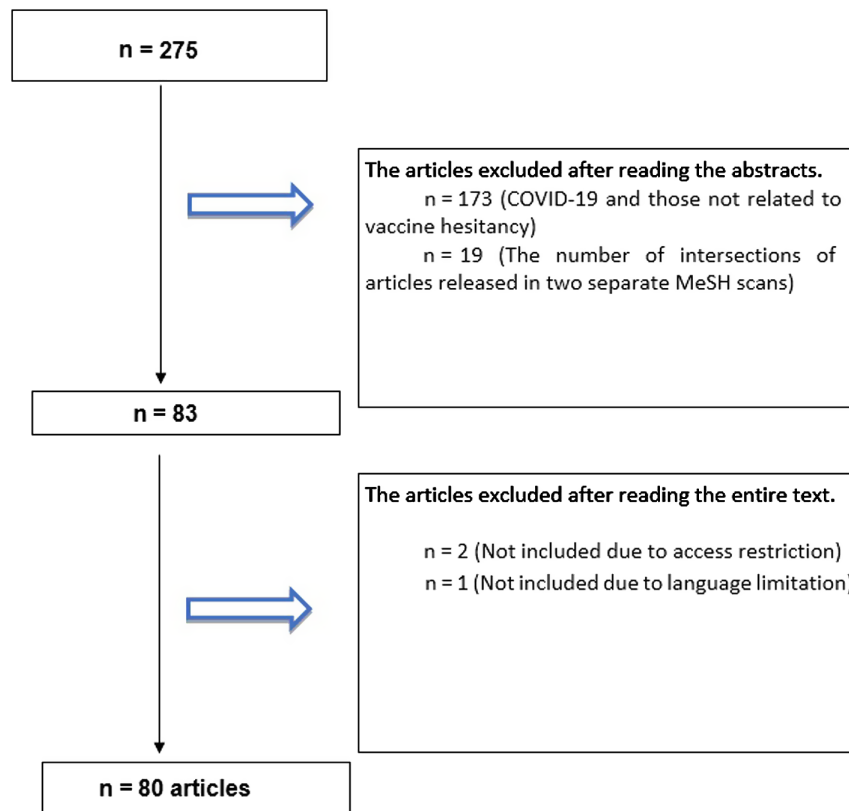 n = 275
The articles excluded after reading the abstracts.
n = 173 (COVID-19 and those not related to
vaccine hesitancy)
n = 19 (The number of intersections of
articles released in two separate MeSH scans)
n = 83
The articles excluded after reading the entire text.
n = 2 (Not included due to access restriction)
n = 1 (Not included due to language limitation)
n = 80 articles